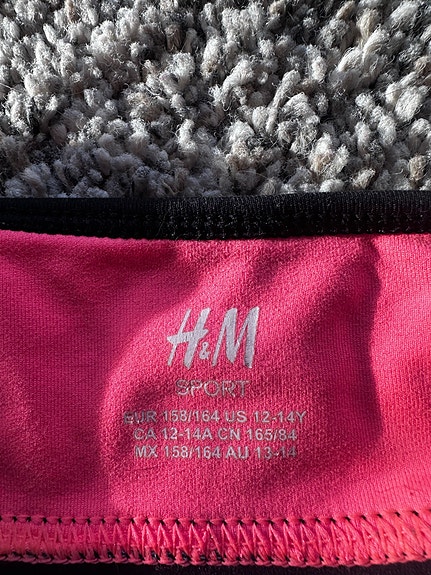 H&M
SPORT
EUR 158/164 US 12-14Y
CA 12-14A CN 165/84
MX 158/164 AU 13-14